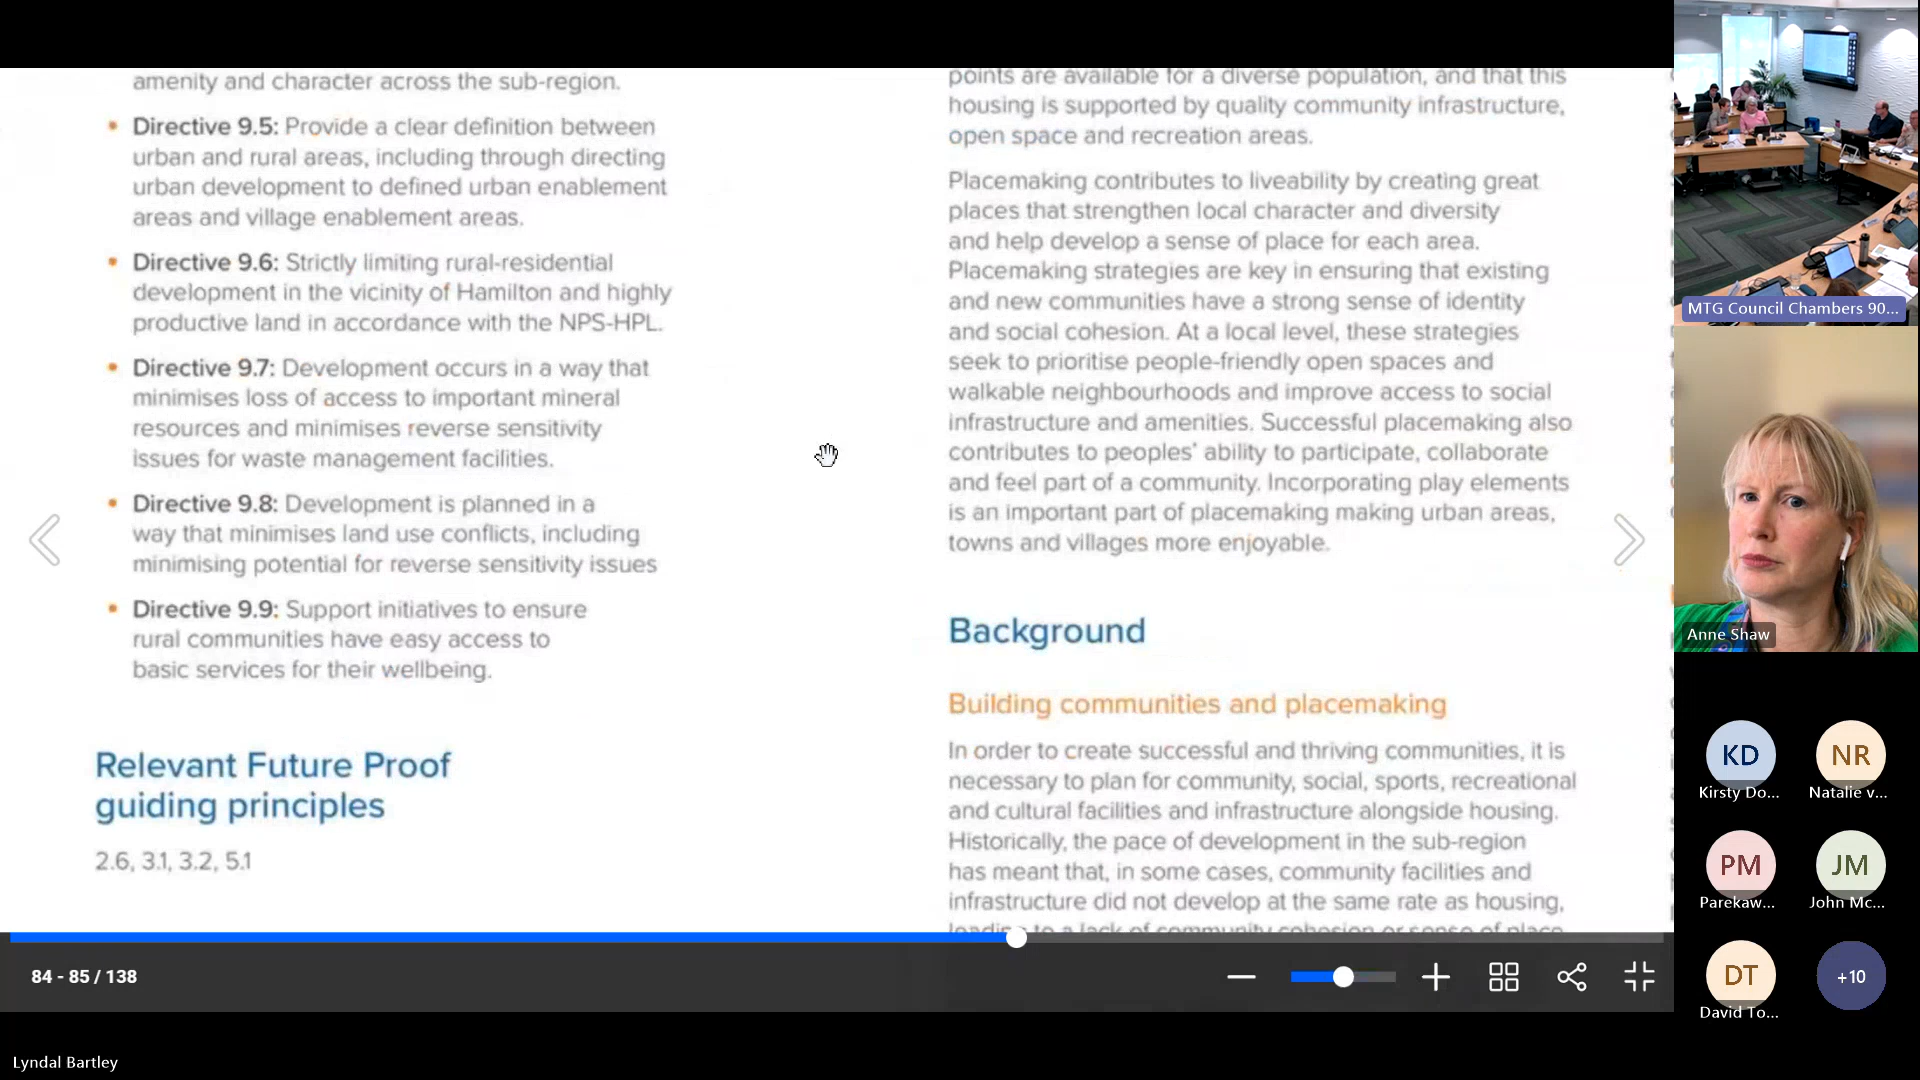 amenity and character across the sub-region.
• Directive 9.5: Provide a clear definition between
urban and rural areas, including through directing
urban development to defined urban enablement
areas and village enablement areas.
• Directive 9.6: Strictly limiting rural-residential
development in the vicinity of Hamilton and highly
productive land in accordance with the NPS-HPL.
• Directive 9.7: Development occurs in a way that
minimises loss of access to important mineral
resources and minimises reverse sensitivity
issues for waste management facilities.
• Directive 9.8: Development is planned in a
way that minimises land use conflicts, including
minimising potential for reverse sensitivity issues
• Directive 9.9: Support initiatives to ensure
rural communities have easy access to
basic services for their wellbeing.
Relevant Future Proof
guiding principles
2.6, 3.1, 3.2, 5.1
points are available for a diverse population, and that this
housing is supported by quality community infrastructure,
open space and recreation areas.
Placemaking contributes to liveability by creating great
places that strengthen local character and diversity
and help develop a sense of place for each area.
Placemaking strategies are key in ensuring that existing
and new communities have a strong sense of identity
and social cohesion. At a local level, these strategies
seek to prioritise people-friendly open spaces and
walkable neighbourhoods and improve access to social
infrastructure and amenities. Successful placemaking also
contributes to peoples' ability to participate, collaborate
and feel part of a community. Incorporating play elements
is an important part of placemaking making urban areas,
towns and villages more enjoyable.
Background
Building communities and placemaking
In order to create successful and thriving communities, it is
necessary to plan for community, social, sports, recreational
and cultural facilities and infrastructure alongside housing.
Historically, the pace of development in the sub-region
has meant that, in some cases, community facilities and
infrastructure did not develop at the same rate as housing,
leading to a lack of community cohesion or sense of place
84 - 85 / 138
Lyndal Bartley
MTG Council Chambers 90...
Anne Shaw
KD
Kirsty Do...
NR
Natalie v...
PM
Parekaw...
JM
John Mc...
DT
David To...
+10